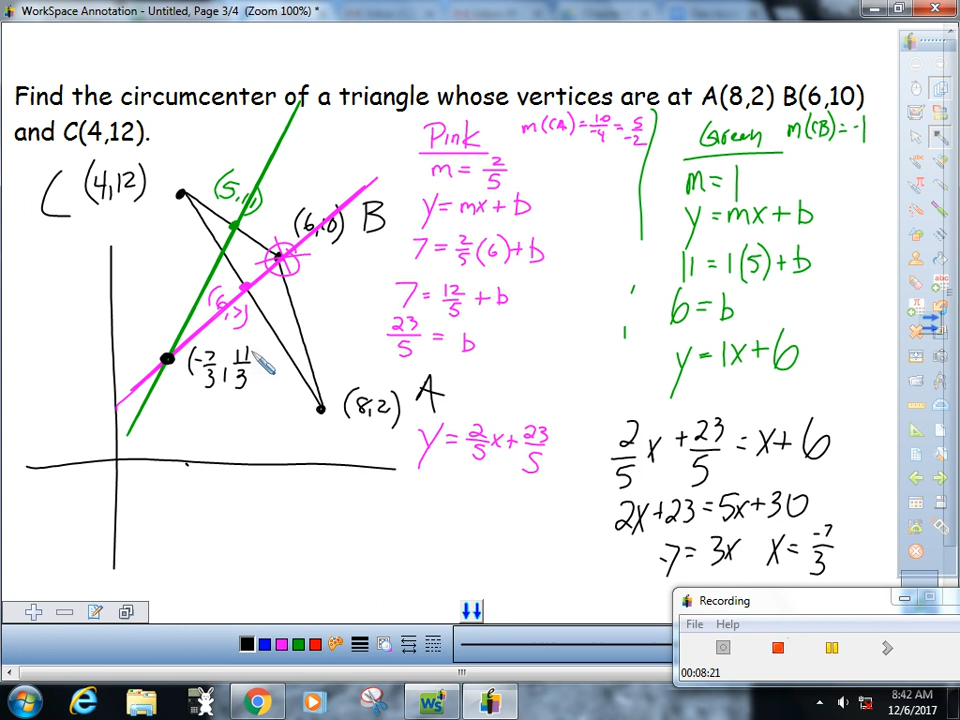 WorkSpace Annotation - Untitled, Page 3/4 (Zoom 100%) *
Find the circumcenter of a triangle whose vertices are at A(8,2) B(6,10)
and C(4,12).
C (4,12)
(5,11)
(6,10) B
(6,7)
(-7/3, 11/3
(8,2) A
Pink
m = 2/5
y = mx + b
7 = 2/5 (6) + b
7 = 12/5 + b
23/5 = b
y = 2/5 x + 23/5
m(CA) = 10/-4 = 5/-2
Green
m(CB) = -1
m = 1
y = mx + b
11 = 1(5) + b
6 = b
y = 1x + 6
2/5 x + 23/5 = x + 6
2x + 23 = 5x + 30
-7 = 3x x = -7/3
Recording
File Help
00:08:21
8:42 AM
12/6/2017